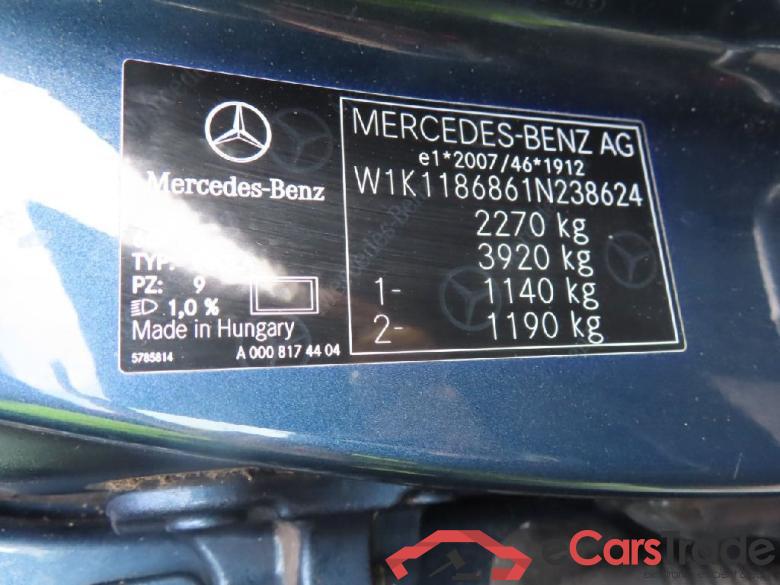 Mercedes-Benz
TYP:
PZ: 9
1,0 %
Made in Hungary
5785814 A 000 817 44 04
MERCEDES-BENZ AG
e1*2007/46*1912
W1K1186861N238624
2270 kg
3920 kg
1- 1140 kg
2- 1190 kg
eCarsTrade